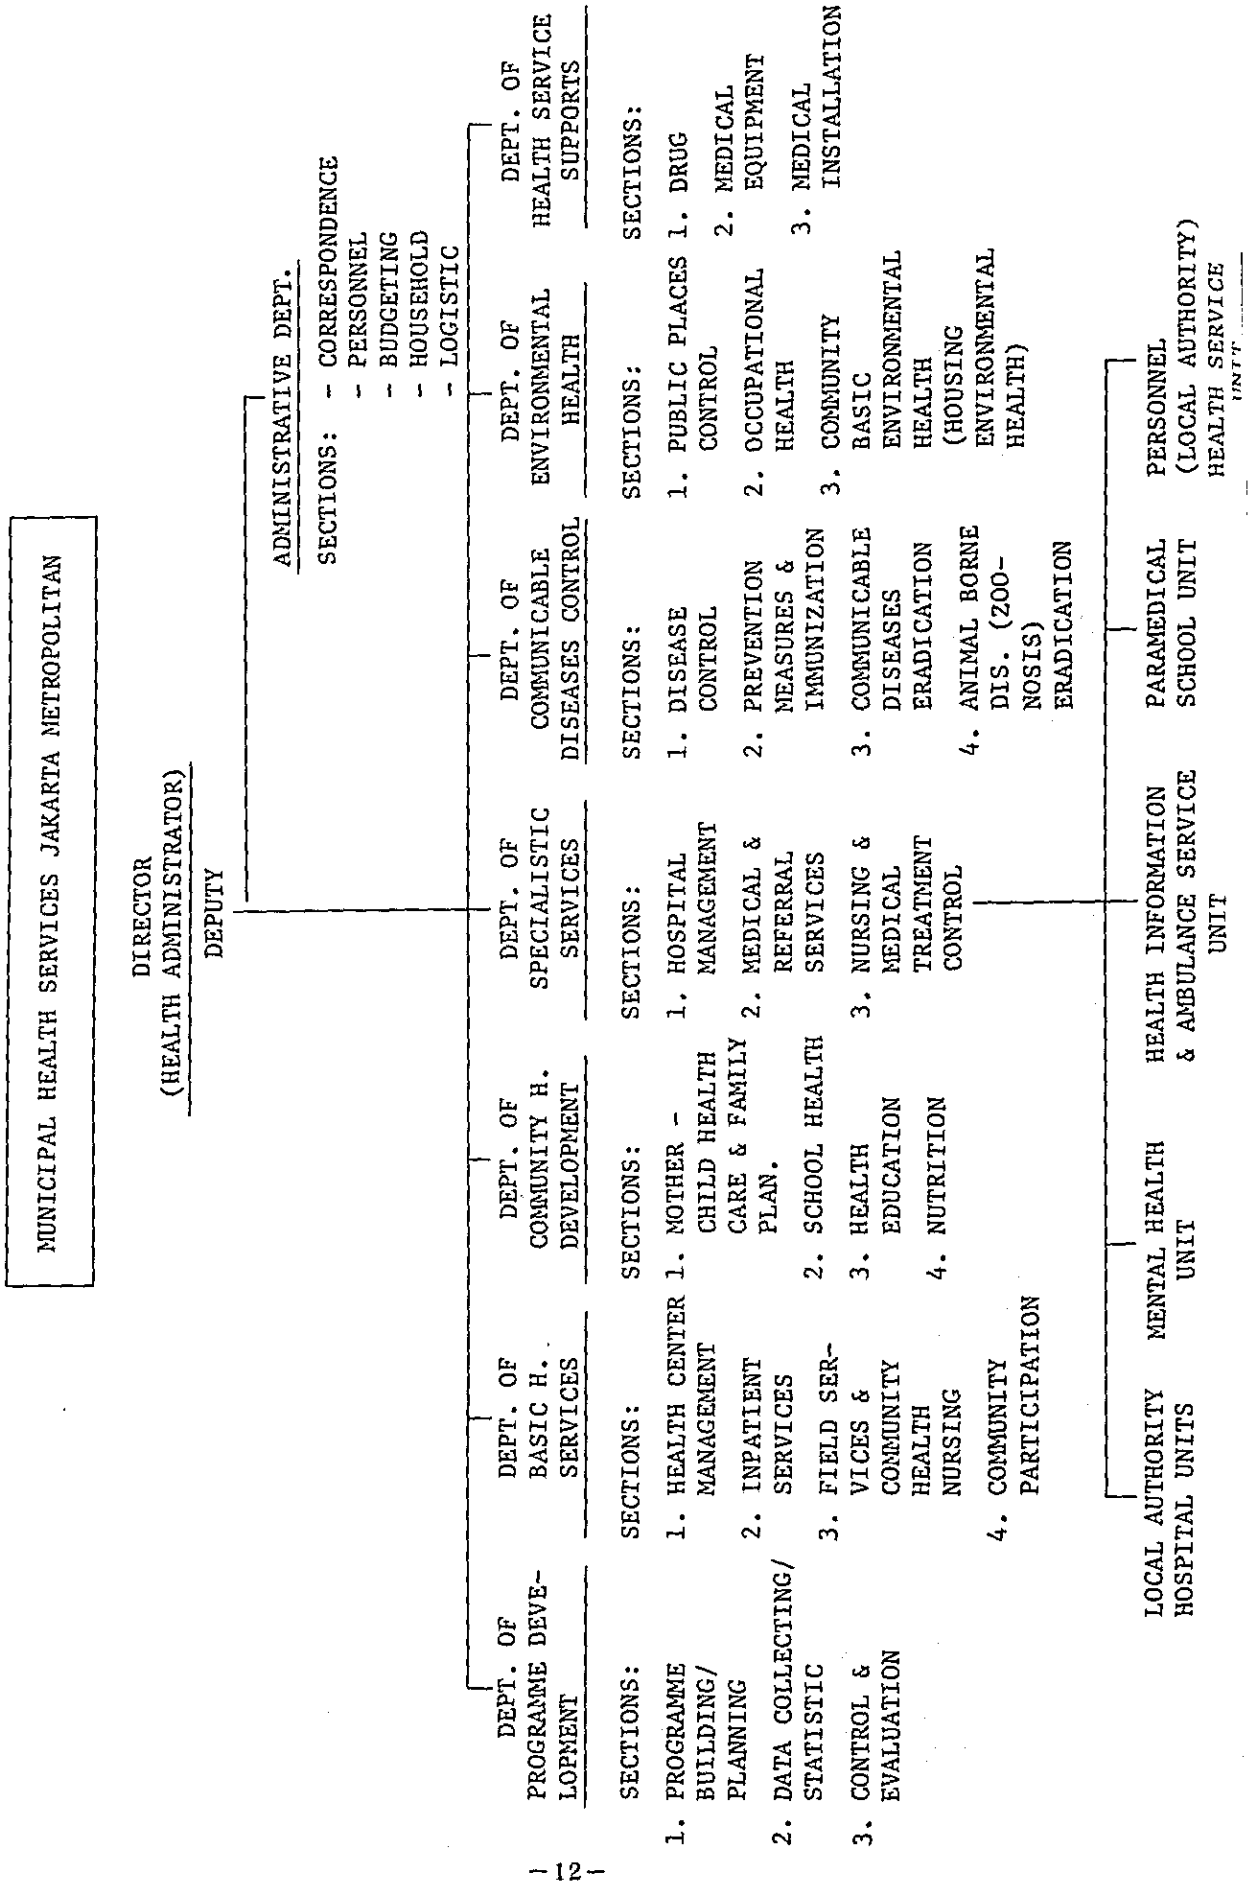 MUNICIPAL HEALTH SERVICES JAKARTA METROPOLITAN
DIRECTOR
(HEALTH ADMINISTRATOR)
DEPUTY
ADMINISTRATIVE DEPT.
SECTIONS: - CORRESPONDENCE
- PERSONNEL
- BUDGETING
- HOUSEHOLD
- LOGISTIC
DEPT. OF
PROGRAMME DEVE-
LOPMENT
SECTIONS:
1. PROGRAMME
BUILDING/
PLANNING
2. DATA COLLECTING/
STATISTIC
3. CONTROL &
EVALUATION
DEPT. OF
BASIC H.
SERVICES
SECTIONS:
1. HEALTH CENTER
MANAGEMENT
2. INPATIENT
SERVICES
3. FIELD SER-
VICES &
COMMUNITY
HEALTH
NURSING
4. COMMUNITY
PARTICIPATION
DEPT. OF
COMMUNITY H.
DEVELOPMENT
SECTIONS:
1. MOTHER -
CHILD HEALTH
CARE & FAMILY
PLAN.
2. SCHOOL HEALTH
3. HEALTH
EDUCATION
4. NUTRITION
DEPT. OF
SPECIALISTIC
SERVICES
SECTIONS:
1. HOSPITAL
MANAGEMENT
2. MEDICAL &
REFERRAL
SERVICES
3. NURSING &
MEDICAL
TREATMENT
CONTROL
DEPT. OF
COMMUNICABLE
DISEASES CONTROL
SECTIONS:
1. DISEASE
CONTROL
2. PREVENTION
MEASURES &
IMMUNIZATION
3. COMMUNICABLE
DISEASES
ERADICATION
4. ANIMAL BORNE
DIS. (ZOO-
NOSIS)
ERADICATION
DEPT. OF
ENVIRONMENTAL
HEALTH
SECTIONS:
1. PUBLIC PLACES
CONTROL
2. OCCUPATIONAL
HEALTH
3. COMMUNITY
BASIC
ENVIRONMENTAL
HEALTH
(HOUSING
ENVIRONMENTAL
HEALTH)
DEPT. OF
HEALTH SERVICE
SUPPORTS
SECTIONS:
1. DRUG
2. MEDICAL
EQUIPMENT
3. MEDICAL
INSTALLATION
LOCAL AUTHORITY
HOSPITAL UNITS
MENTAL HEALTH
UNIT
HEALTH INFORMATION
& AMBULANCE SERVICE
UNIT
PARAMEDICAL
SCHOOL UNIT
PERSONNEL
(LOCAL AUTHORITY)
HEALTH SERVICE
UNIT
-12-